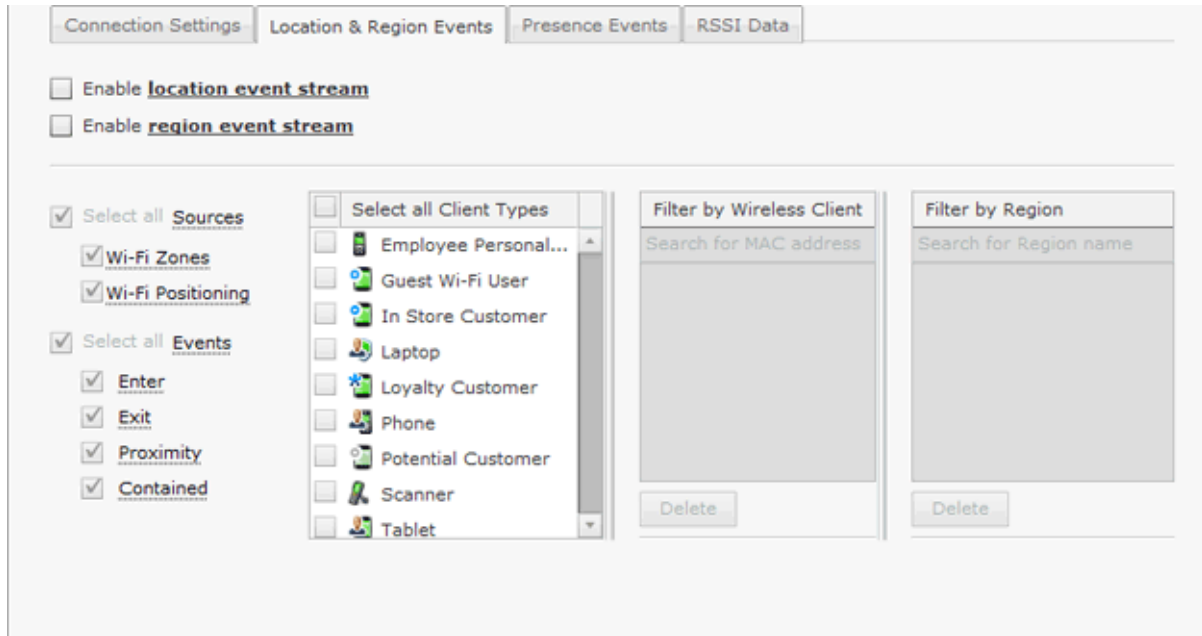 Connection Settings
Location & Region Events
Presence Events
RSSI Data
Enable location event stream
Enable region event stream
Select all Sources
Wi-Fi Zones
Wi-Fi Positioning
Select all Events
Enter
Exit
Proximity
Contained
Select all Client Types
Employee Personal...
Guest Wi-Fi User
In Store Customer
Laptop
Loyalty Customer
Phone
Potential Customer
Scanner
Tablet
Filter by Wireless Client
Search for MAC address
Delete
Filter by Region
Search for Region name
Delete